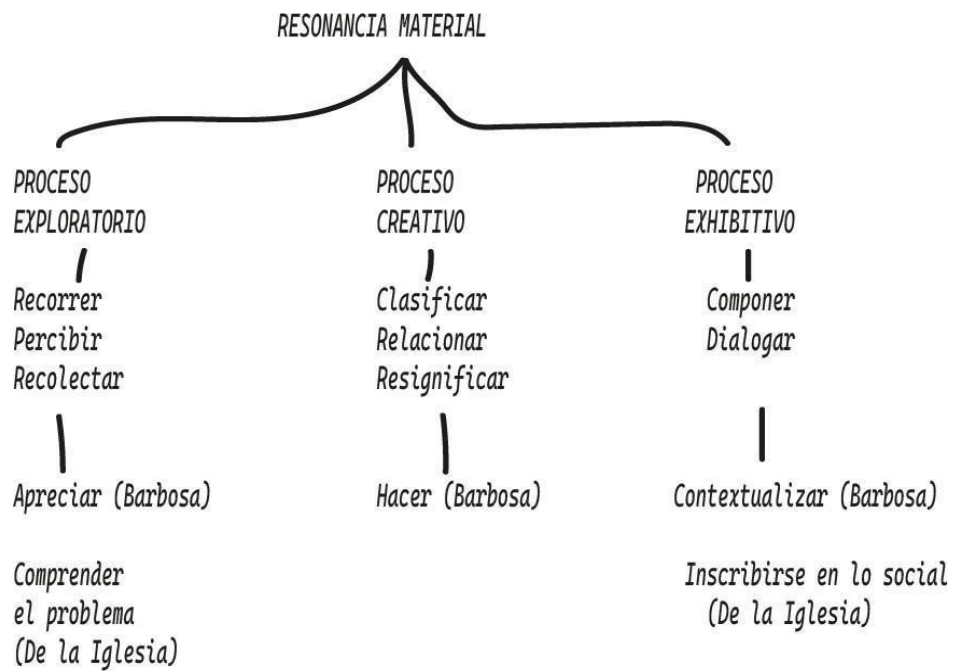 RESONANCIA MATERIAL
PROCESO
EXPLORATORIO
Recorrer
Percibir
Recolectar
Apreciar (Barbosa)
Comprender
el problema
(De la Iglesia)
PROCESO
CREATIVO
Clasificar
Relacionar
Resignificar
Hacer (Barbosa)
PROCESO
EXHIBITIVO
Componer
Dialogar
Contextualizar (Barbosa)
Inscribirse en lo social
(De la Iglesia)